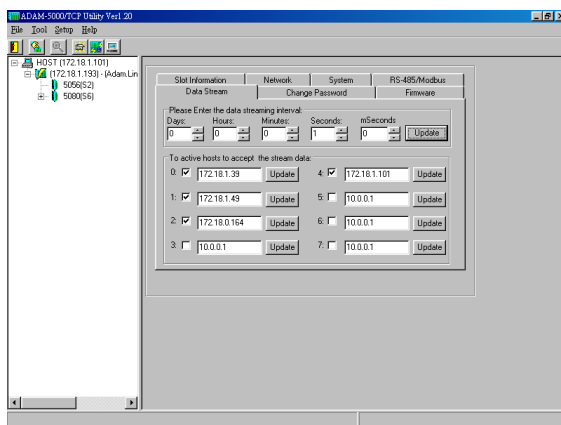 ADAM-5000/TCP Utility Ver1.20
File Tool Setup Help
HOST (172.18.1.101)
(172.18.1.193) - (Adam.Lin
5056(S2)
5080(S6)
Slot Information Network System RS-485/Modbus
Data Stream Change Password Firmware
Please Enter the data streaming interval:
Days: Hours: Minutes: Seconds: mSeconds
0 0 0 1 0 Update
To active hosts to accept the stream data:
0: 172.18.1.39 Update 4: 172.18.1.101 Update
1: 172.18.1.49 Update 5: 10.0.0.1 Update
2: 172.18.0.164 Update 6: 10.0.0.1 Update
3: 10.0.0.1 Update 7: 10.0.0.1 Update